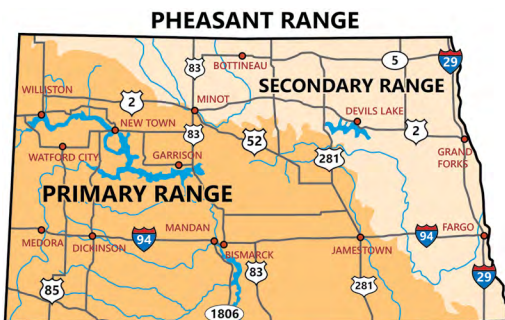 PHEASANT RANGE
83
BOTTINEAU
5
29
SECONDARY RANGE
WILLISTON
2
MINOT
DEVILS LAKE
NEW TOWN
83
52
2
WATFORD CITY
GARRISON
281
GRAND
FORKS
PRIMARY RANGE
MANDAN
FARGO
MEDORA
DICKINSON
94
BISMARCK
JAMESTOWN
94
83
29
85
281
1806